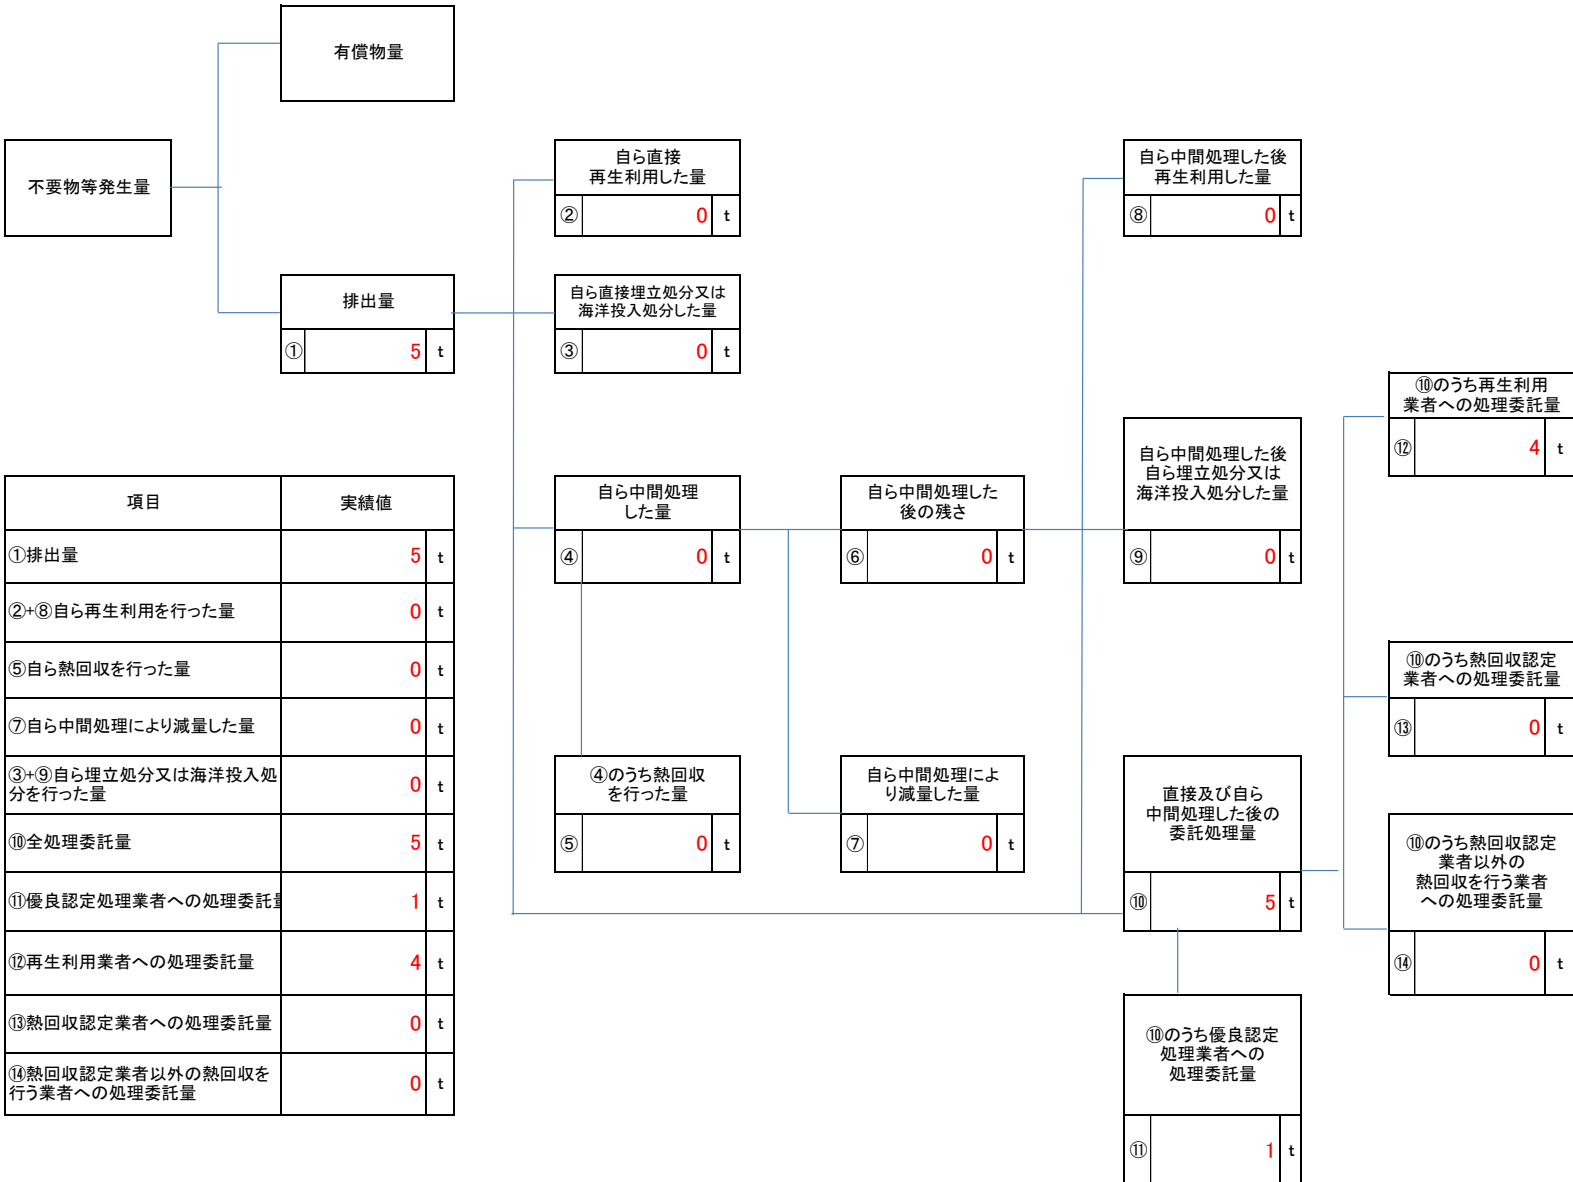 有償物量
不要物等発生量
排出量
① 5 t
自ら直接
再生利用した量
② 0 t
自ら直接埋立処分又は
海洋投入処分した量
③ 0 t
自ら中間処理
した量
④ 0 t
④のうち熱回収
を行った量
⑤ 0 t
自ら中間処理した
後の残さ
⑥ 0 t
自ら中間処理によ
り減量した量
⑦ 0 t
自ら中間処理した後
再生利用した量
⑧ 0 t
自ら中間処理した後
自ら埋立処分又は
海洋投入処分した量
⑨ 0 t
直接及び自ら
中間処理した後の
委託処理量
⑩ 5 t
⑩のうち優良認定
処理業者への
処理委託量
⑪ 1 t
⑩のうち再生利用
業者への処理委託量
⑫ 4 t
⑩のうち熱回収認定
業者への処理委託量
⑬ 0 t
⑩のうち熱回収認定
業者以外の
熱回収を行う業者
への処理委託量
⑭ 0 t
項目 実績値
①排出量 5 t
②+⑧自ら再生利用を行った量 0 t
⑤自ら熱回収を行った量 0 t
⑦自ら中間処理により減量した量 0 t
③+⑨自ら埋立処分又は海洋投入処
分を行った量 0 t
⑩全処理委託量 5 t
⑪優良認定処理業者への処理委託量 1 t
⑫再生利用業者への処理委託量 4 t
⑬熱回収認定業者への処理委託量 0 t
⑭熱回収認定業者以外の熱回収を
行う業者への処理委託量 0 t